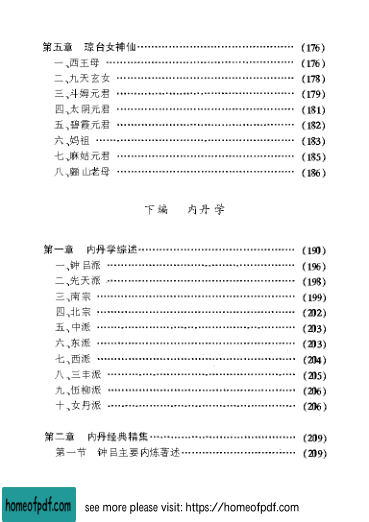 第五章 琼台女神仙……………………………………(176)
一、西王母……………………………………(176)
二、九天玄女……………………………………(178)
三、斗姆元君……………………………………(179)
四、太阴元君……………………………………(181)
五、碧霞元君……………………………………(182)
六、妈祖……………………………………(183)
七、麻姑元君……………………………………(185)
八、骊山老母……………………………………(186)
下编 内丹学
第一章 内丹学综述……………………………………(190)
一、钟吕派……………………………………(196)
二、先天派……………………………………(198)
三、南宗……………………………………(199)
四、北宗……………………………………(202)
五、中派……………………………………(203)
六、东派……………………………………(203)
七、西派……………………………………(204)
八、三丰派……………………………………(205)
九、伍柳派……………………………………(206)
十、女丹派……………………………………(206)
第二章 内丹经典精集……………………………………(209)
第一节 钟吕主要内炼著述……………………………………(209)
homeofpdf.com see more please visit: https://homeofpdf.com